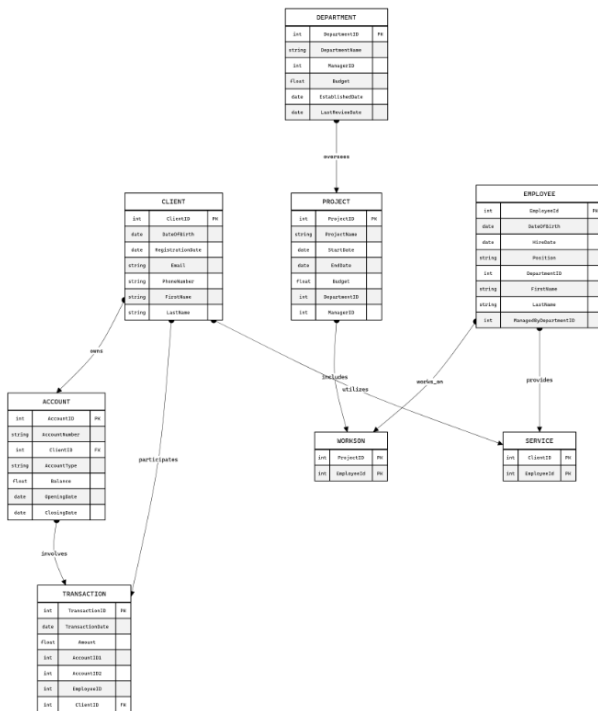 DEPARTMENT
int DepartmentID PK
string DepartmentName
int ManagerID
float Budget
date EstablishedDate
date LastReviewDate
oversees
CLIENT
int ClientID PK
date DateOfBirth
date RegistrationDate
string Email
string PhoneNumber
string FirstName
string LastName
PROJECT
int ProjectID PK
string ProjectName
date StartDate
date EndDate
float Budget
int DepartmentID
int ManagerID
EMPLOYEE
int EmployeeId PK
date DateOfBirth
date HireDate
string Position
int DepartmentID
string FirstName
string LastName
int ManagedByDepartmentID
owns
includes
utilizes
works_on
provides
ACCOUNT
int AccountID PK
string AccountNumber
int ClientID FK
string AccountType
float Balance
date OpeningDate
date ClosingDate
participates
WORKSON
int ProjectID PK
int EmployeeId PK
SERVICE
int ClientID PK
int EmployeeId PK
involves
TRANSACTION
int TransactionID PK
date TransactionDate
float Amount
int AccountID1
int AccountID2
int EmployeeID
int ClientID FK